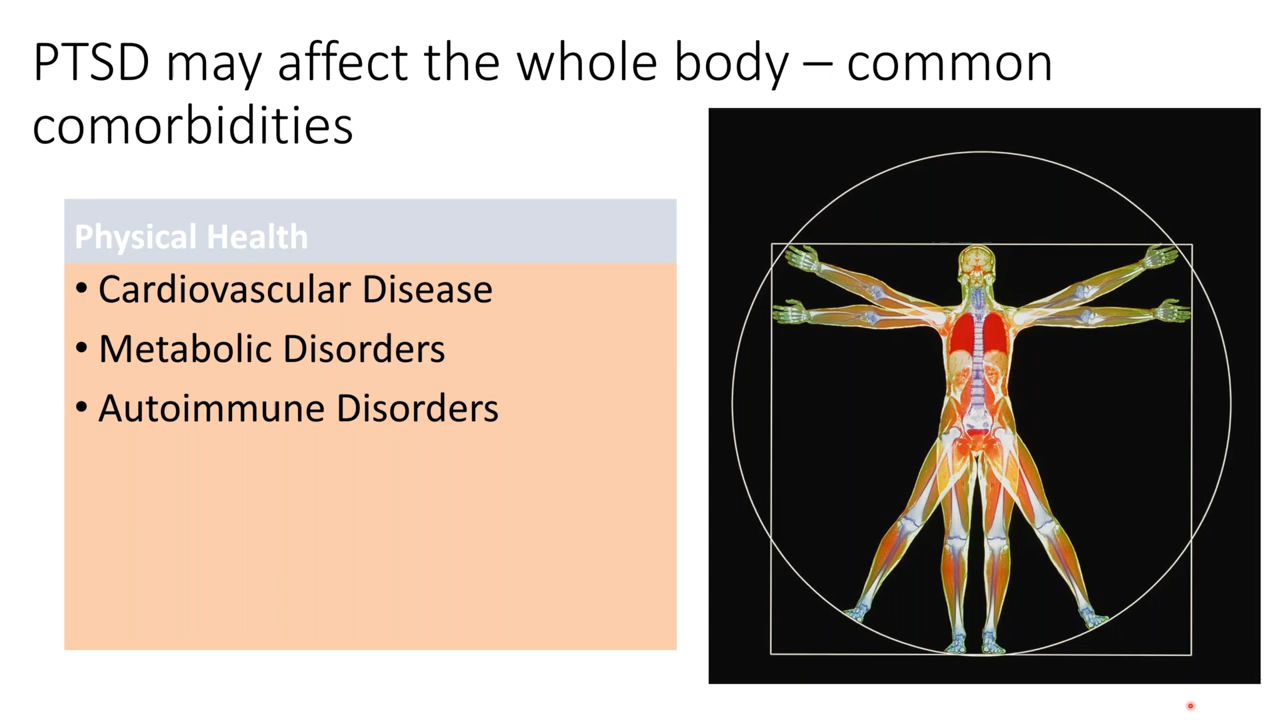 PTSD may affect the whole body – common
comorbidities
Physical Health
• Cardiovascular Disease
• Metabolic Disorders
• Autoimmune Disorders